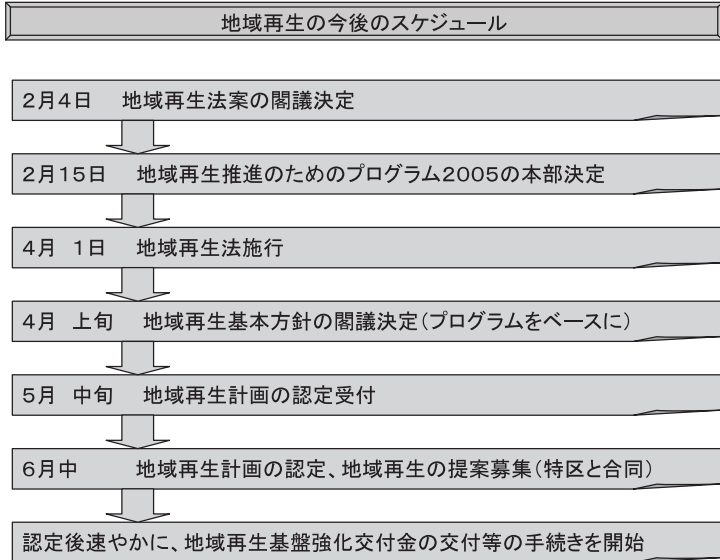 地域再生の今後のスケジュール
2月4日　地域再生法案の閣議決定
2月15日　地域再生推進のためのプログラム2005の本部決定
4月　1日　地域再生法施行
4月　上旬　地域再生基本方針の閣議決定(プログラムをベースに)
5月　中旬　地域再生計画の認定受付
6月中　地域再生計画の認定、地域再生の提案募集(特区と合同)
認定後速やかに、地域再生基盤強化交付金の交付等の手続きを開始